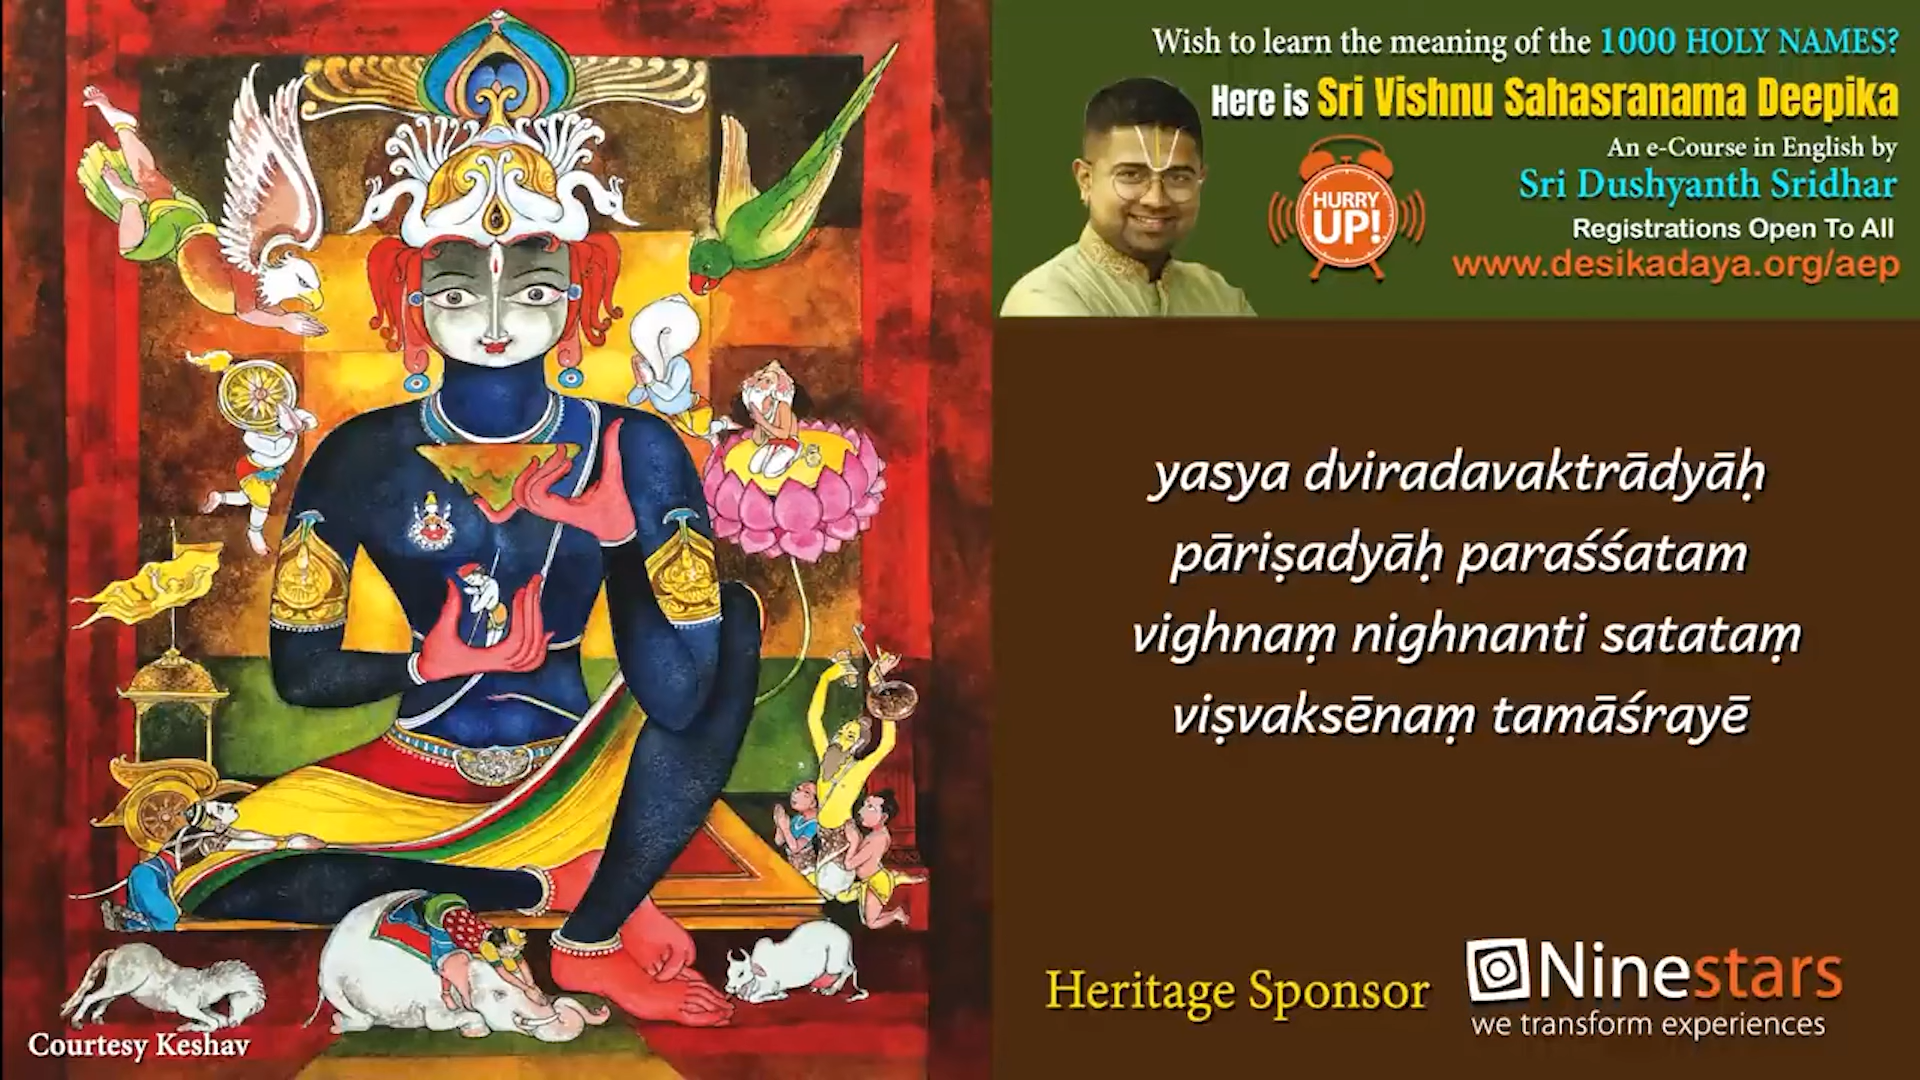 Wish to learn the meaning of the 1000 HOLY NAMES?
Here is Sri Vishnu Sahasranama Deepika
An e-Course in English by
Sri Dushyanth Sridhar
HURRY
UP!
Registrations Open To All
www.desikadaya.org/aep
yasya dviradavaktrādyāḥ
pāriṣadyāḥ paraśśatam
vighnaṃ nighnanti satataṃ
viṣvaksēnaṃ tamāśrayē
Heritage Sponsor
Ninestars
we transform experiences
Courtesy Keshav